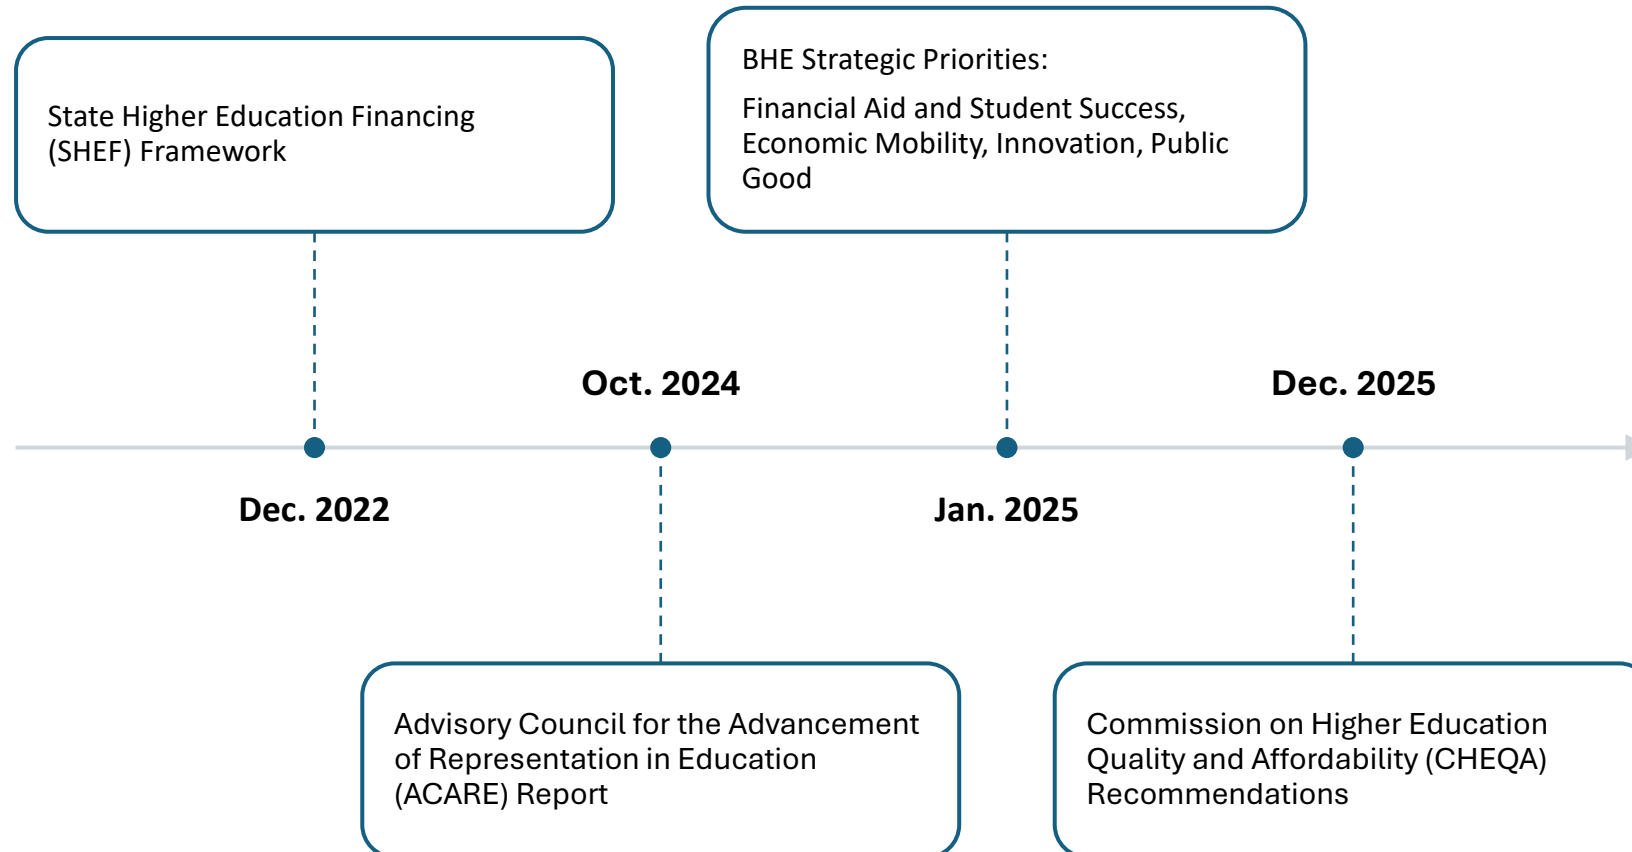 State Higher Education Financing
(SHEF) Framework
BHE Strategic Priorities:
Financial Aid and Student Success,
Economic Mobility, Innovation, Public
Good
Oct. 2024
Dec. 2025
Dec. 2022
Jan. 2025
Advisory Council for the Advancement
of Representation in Education
(ACARE) Report
Commission on Higher Education
Quality and Affordability (CHEQA)
Recommendations